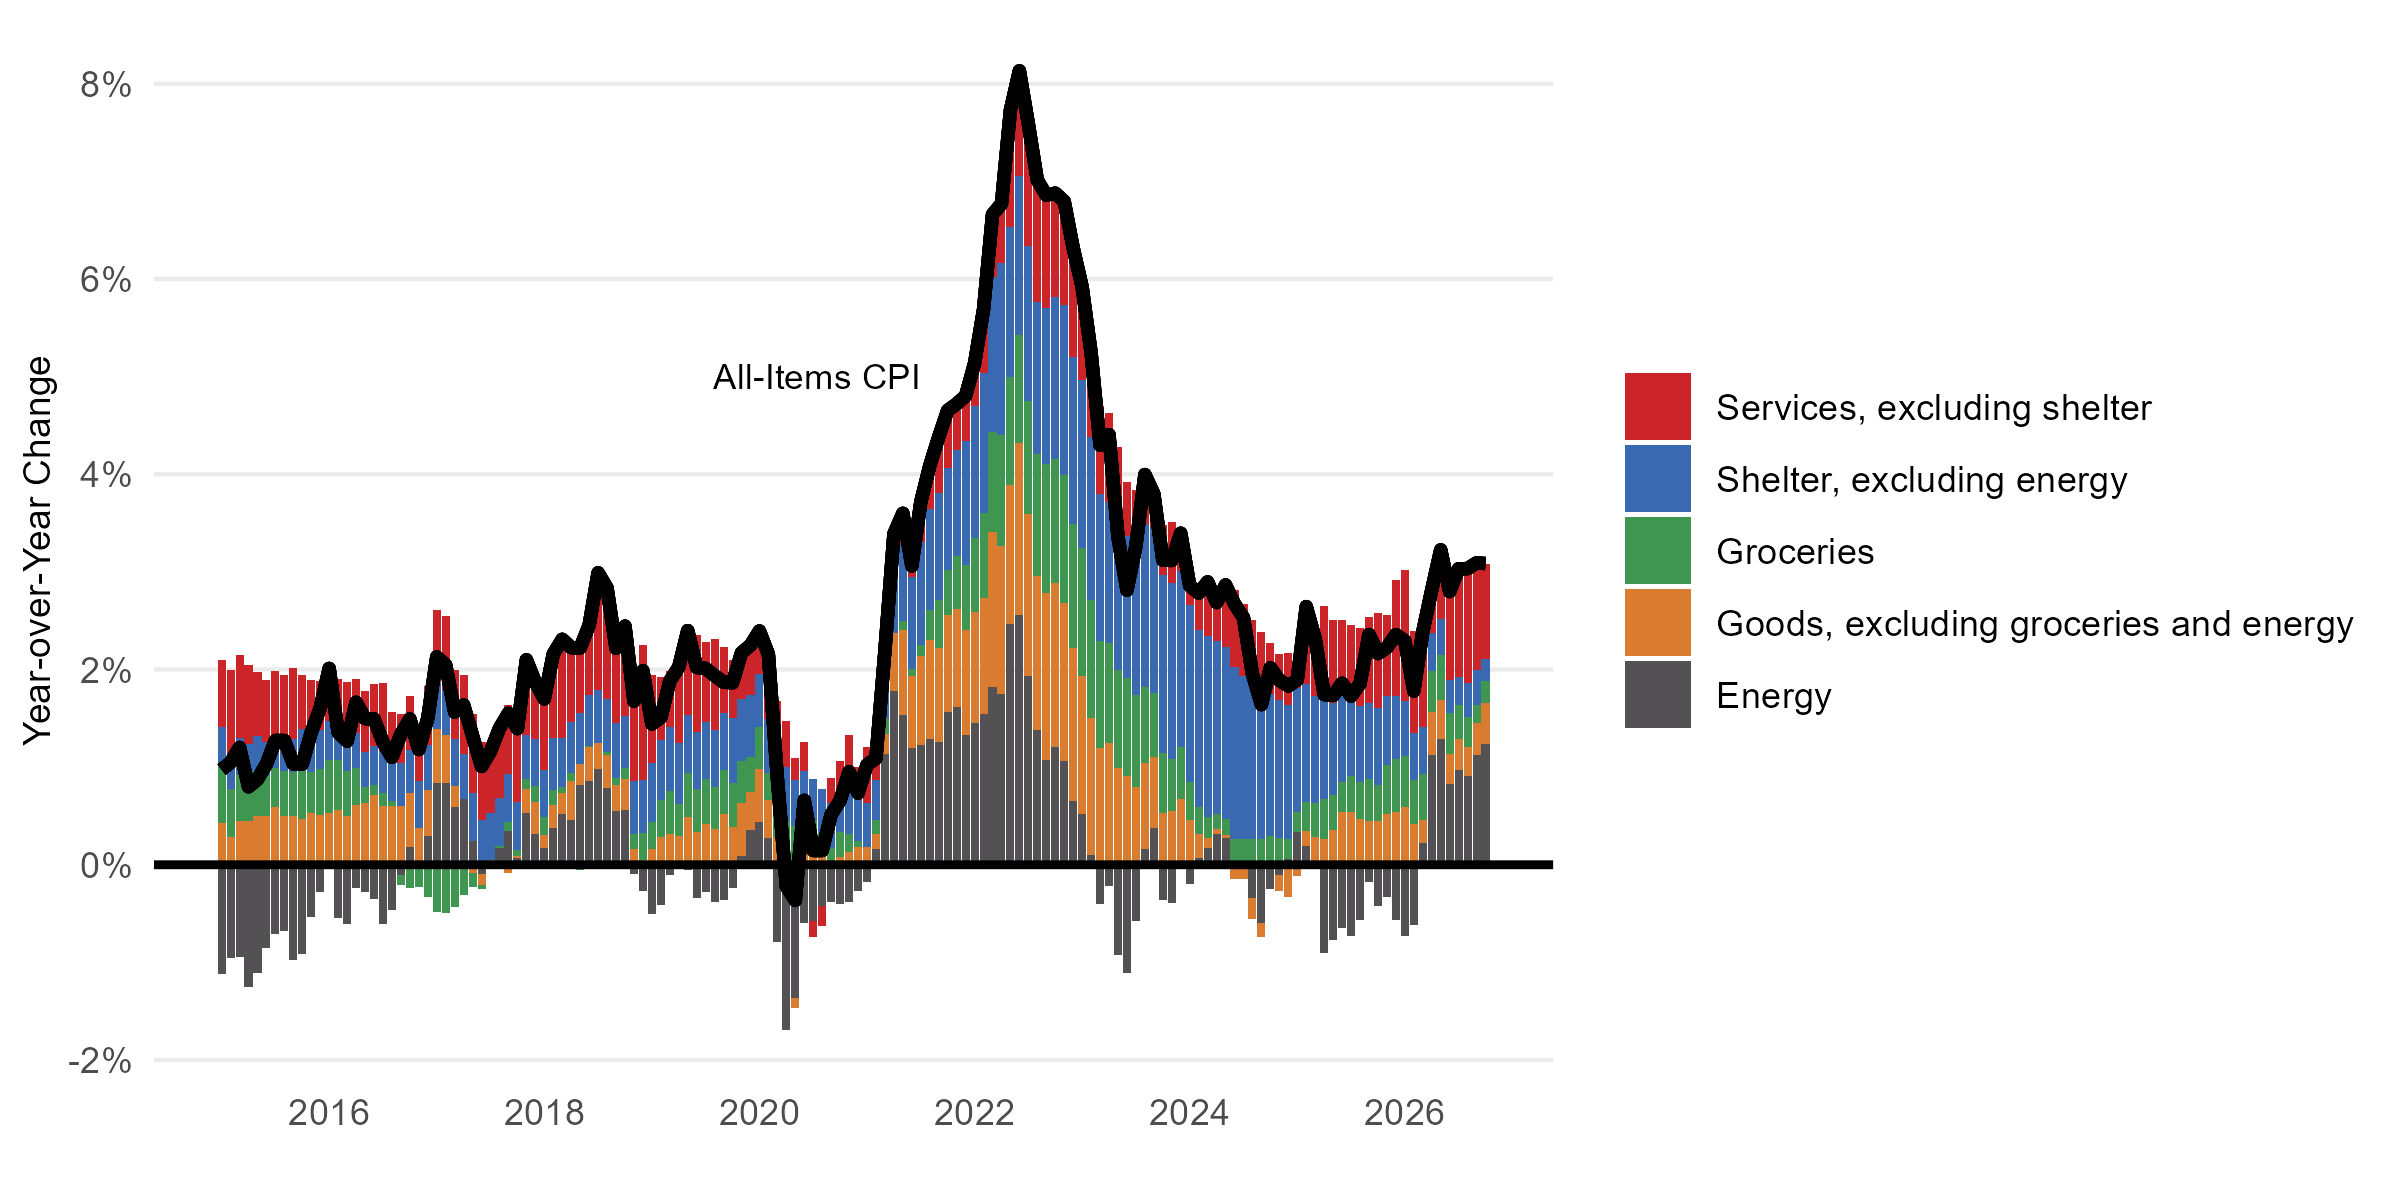 8%
6%
4%
2%
0%
-2%
Year-over-Year Change
All-Items CPI
2016
2018
2020
2022
2024
2026
Services, excluding shelter
Shelter, excluding energy
Groceries
Goods, excluding groceries and energy
Energy